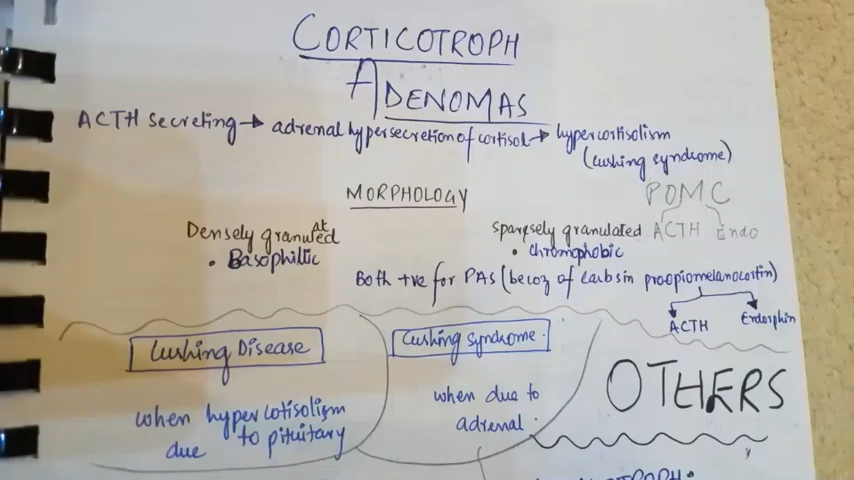 CORTICOTROPH
ADENOMAS
ACTH secreting → adrenal hypersecretion of cortisol → hypercortisolism
(cushing syndrome)
MORPHOLOGY
POMC
ACTH Endo
Densely granulated
• Basophillic
sparsely granulated
• chromophobic
Both +ve for PAS (becoz of carbs in proopiomelanocortin)
ACTH Endorphin
Cushing Disease
when hypercotisolism
due to pituitary
Cushing syndrome.
when due to
adrenal.
OTHERS